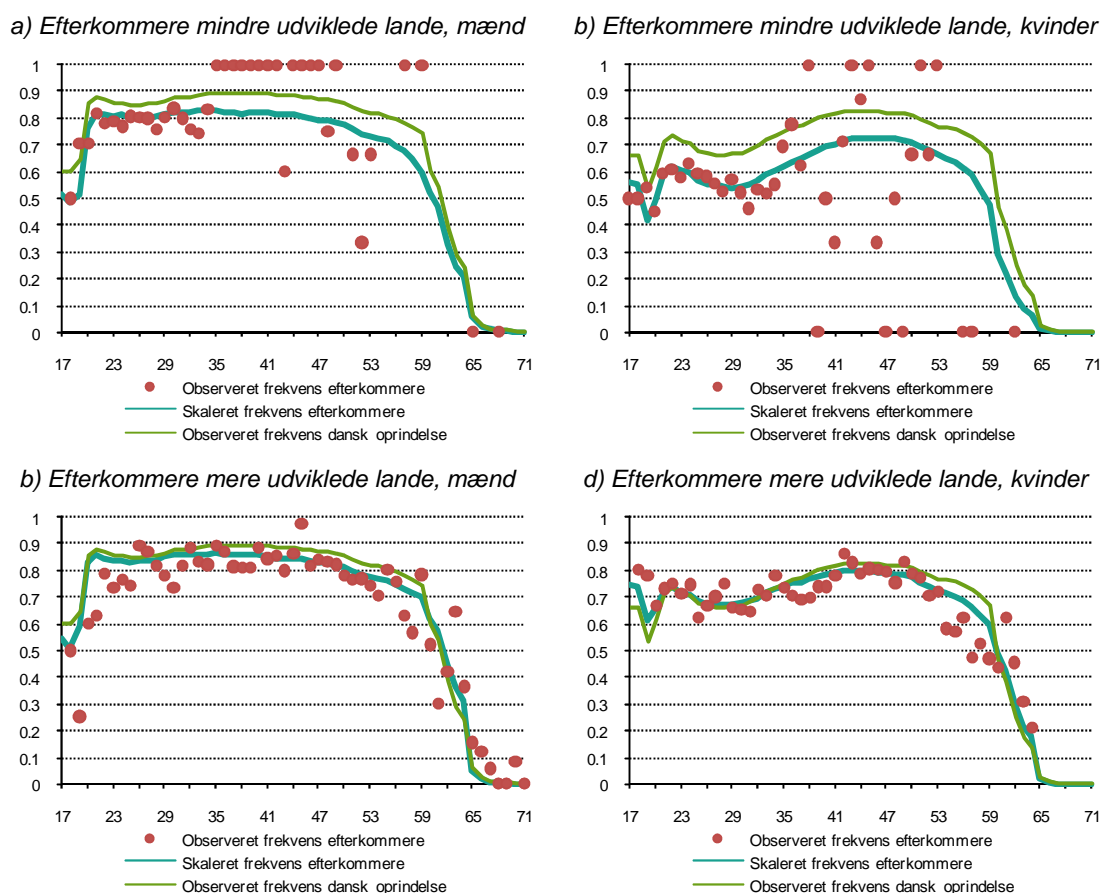 a) Efterkommere mindre udviklede lande, mænd
1
0.9
0.8
0.7
0.6
0.5
0.4
0.3
0.2
0.1
0
17 23 29 35 41 47 53 59 65 71
Observeret frekvens efterkommere
Skaleret frekvens efterkommere
Observeret frekvens dansk oprindelse
b) Efterkommere mindre udviklede lande, kvinder
1
0.9
0.8
0.7
0.6
0.5
0.4
0.3
0.2
0.1
0
17 23 29 35 41 47 53 59 65 71
Observeret frekvens efterkommere
Skaleret frekvens efterkommere
Observeret frekvens dansk oprindelse
b) Efterkommere mere udviklede lande, mænd
1
0.9
0.8
0.7
0.6
0.5
0.4
0.3
0.2
0.1
0
17 23 29 35 41 47 53 59 65 71
Observeret frekvens efterkommere
Skaleret frekvens efterkommere
Observeret frekvens dansk oprindelse
d) Efterkommere mere udviklede lande, kvinder
1
0.9
0.8
0.7
0.6
0.5
0.4
0.3
0.2
0.1
0
17 23 29 35 41 47 53 59 65 71
Observeret frekvens efterkommere
Skaleret frekvens efterkommere
Observeret frekvens dansk oprindelse